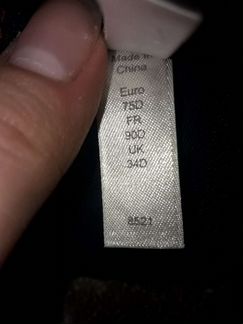 Made in
China
Euro
75D
FR
90D
UK
34D
8521